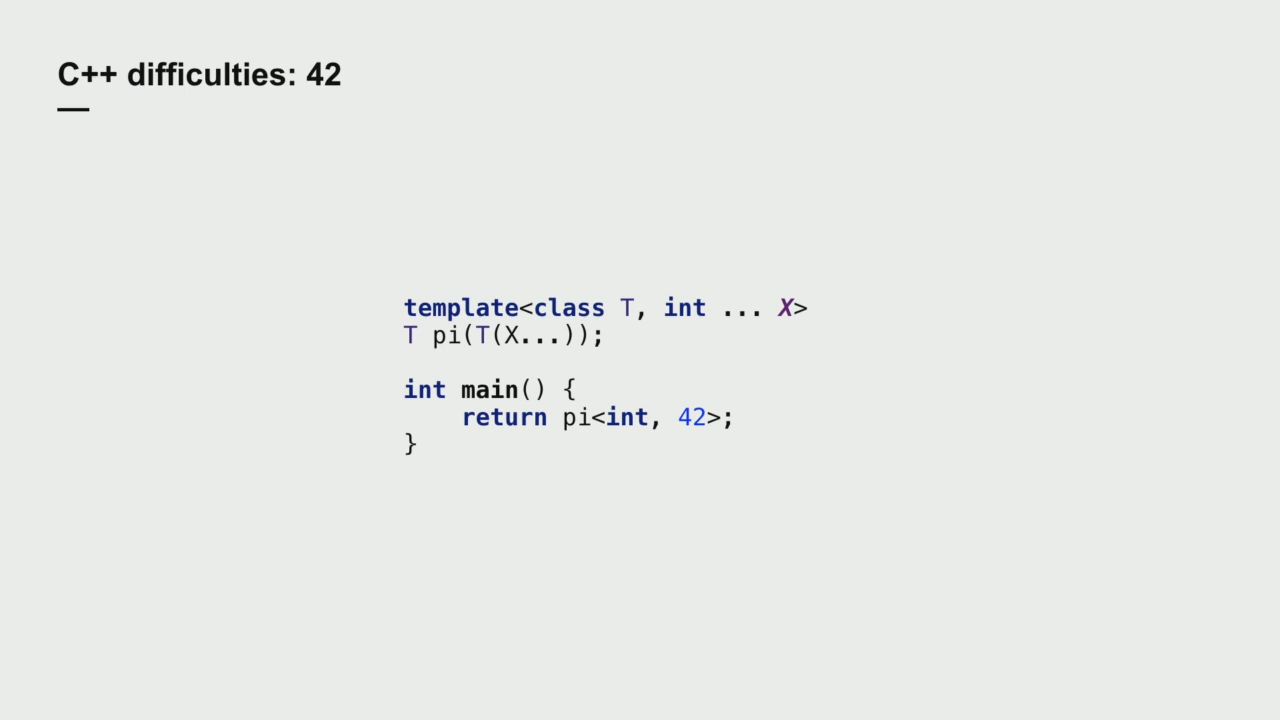 C++ difficulties: 42
template<class T, int ... X>
T pi(T(X...));
int main() {
    return pi<int, 42>;
}